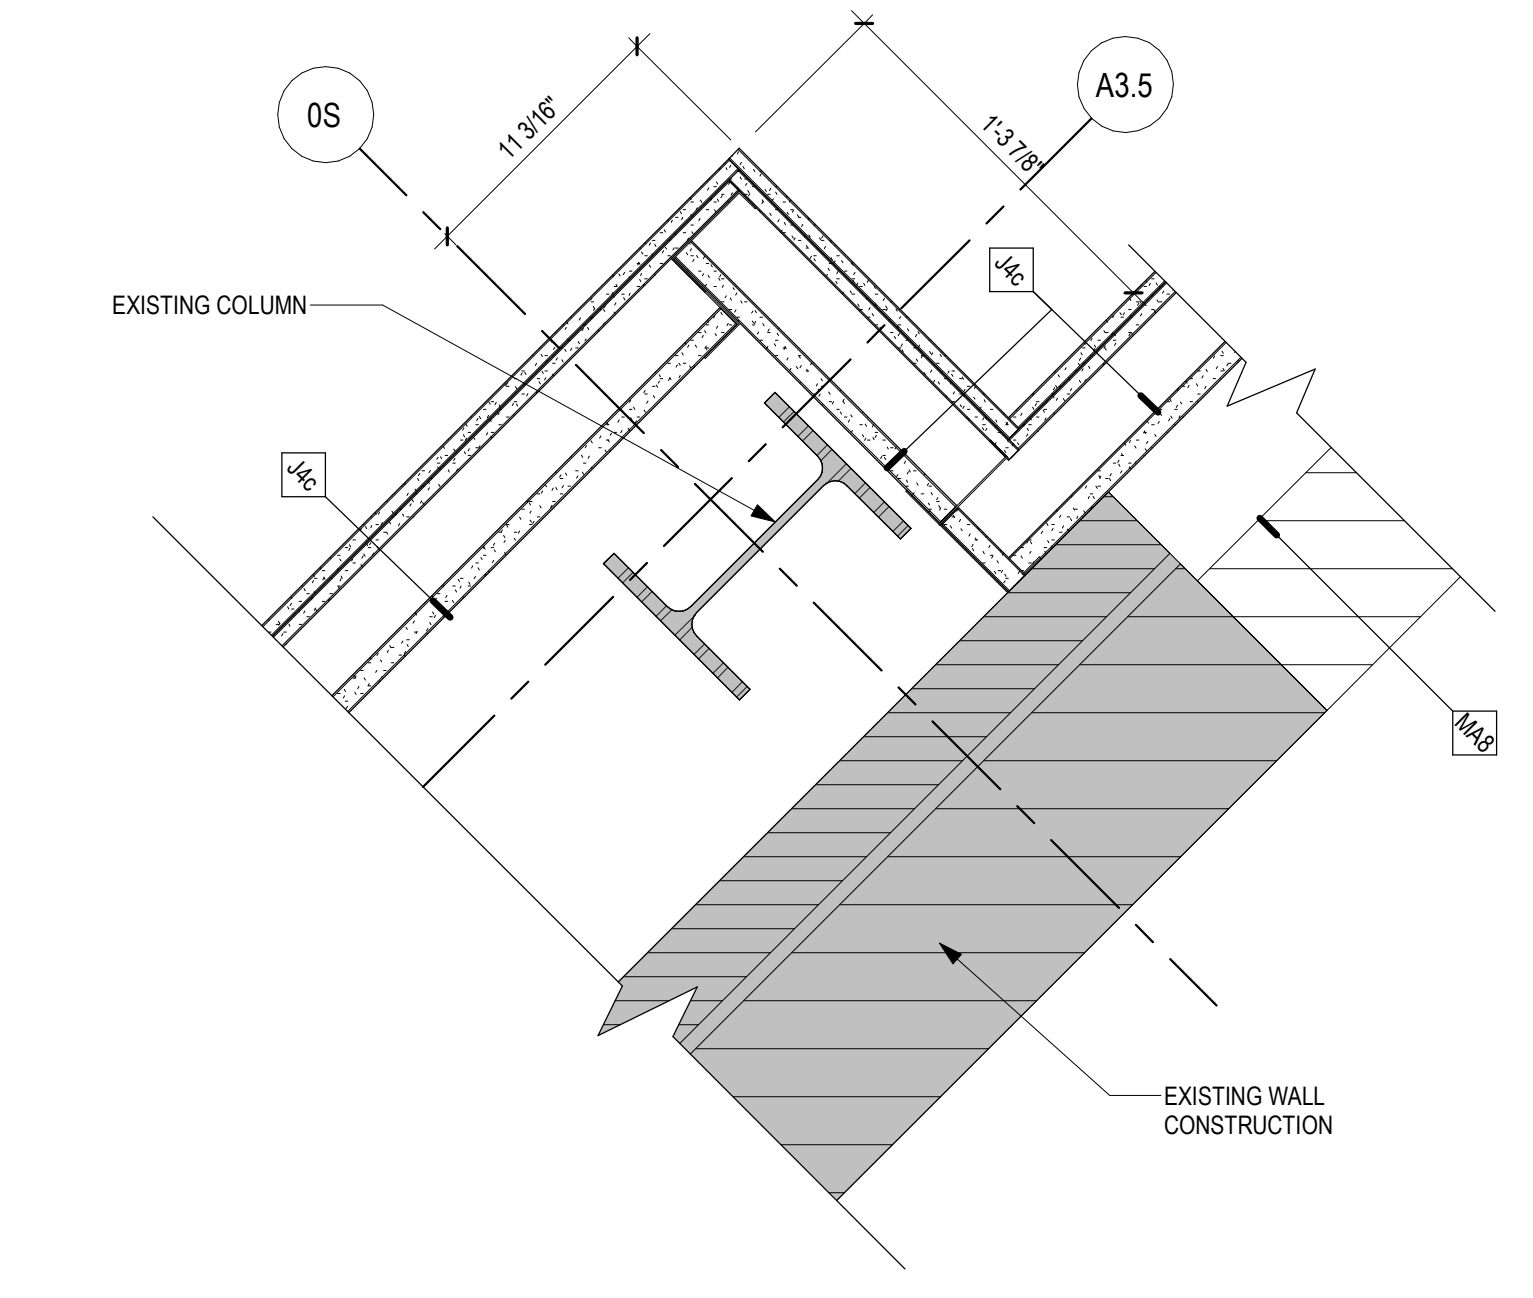 0S
A3.5
11 3/16"
1'-3 7/8"
J4c
EXISTING COLUMN
J4c
MA8
EXISTING WALL
CONSTRUCTION